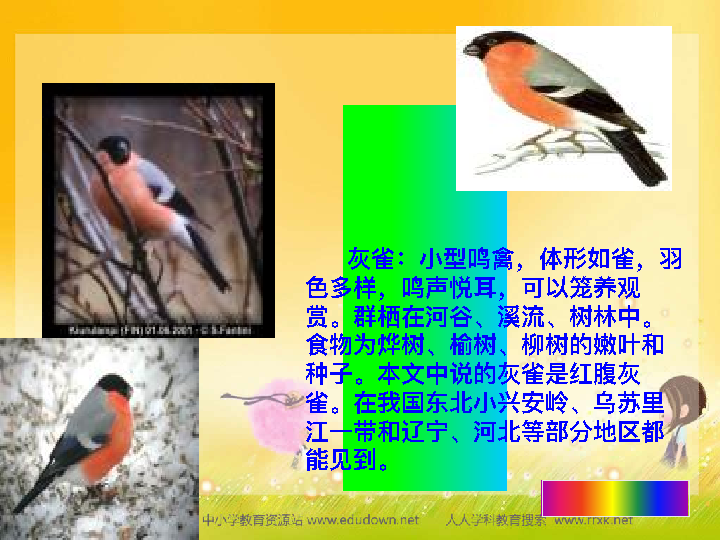 灰雀：小型鸣禽，体形如雀，羽
色多样，鸣声悦耳，可以笼养观
赏。群栖在河谷、溪流、树林中。
食物为烨树、榆树、柳树的嫩叶和
种子。本文中说的灰雀是红腹灰
雀。在我国东北小兴安岭、乌苏里
江一带和辽宁、河北等部分地区都
能见到。
Kruunupyy (FIN) 01.06.2001 - © S.Fantini
中小学教育资源站 www.edudown.net 人人学科教育搜索 www.rrxk.net